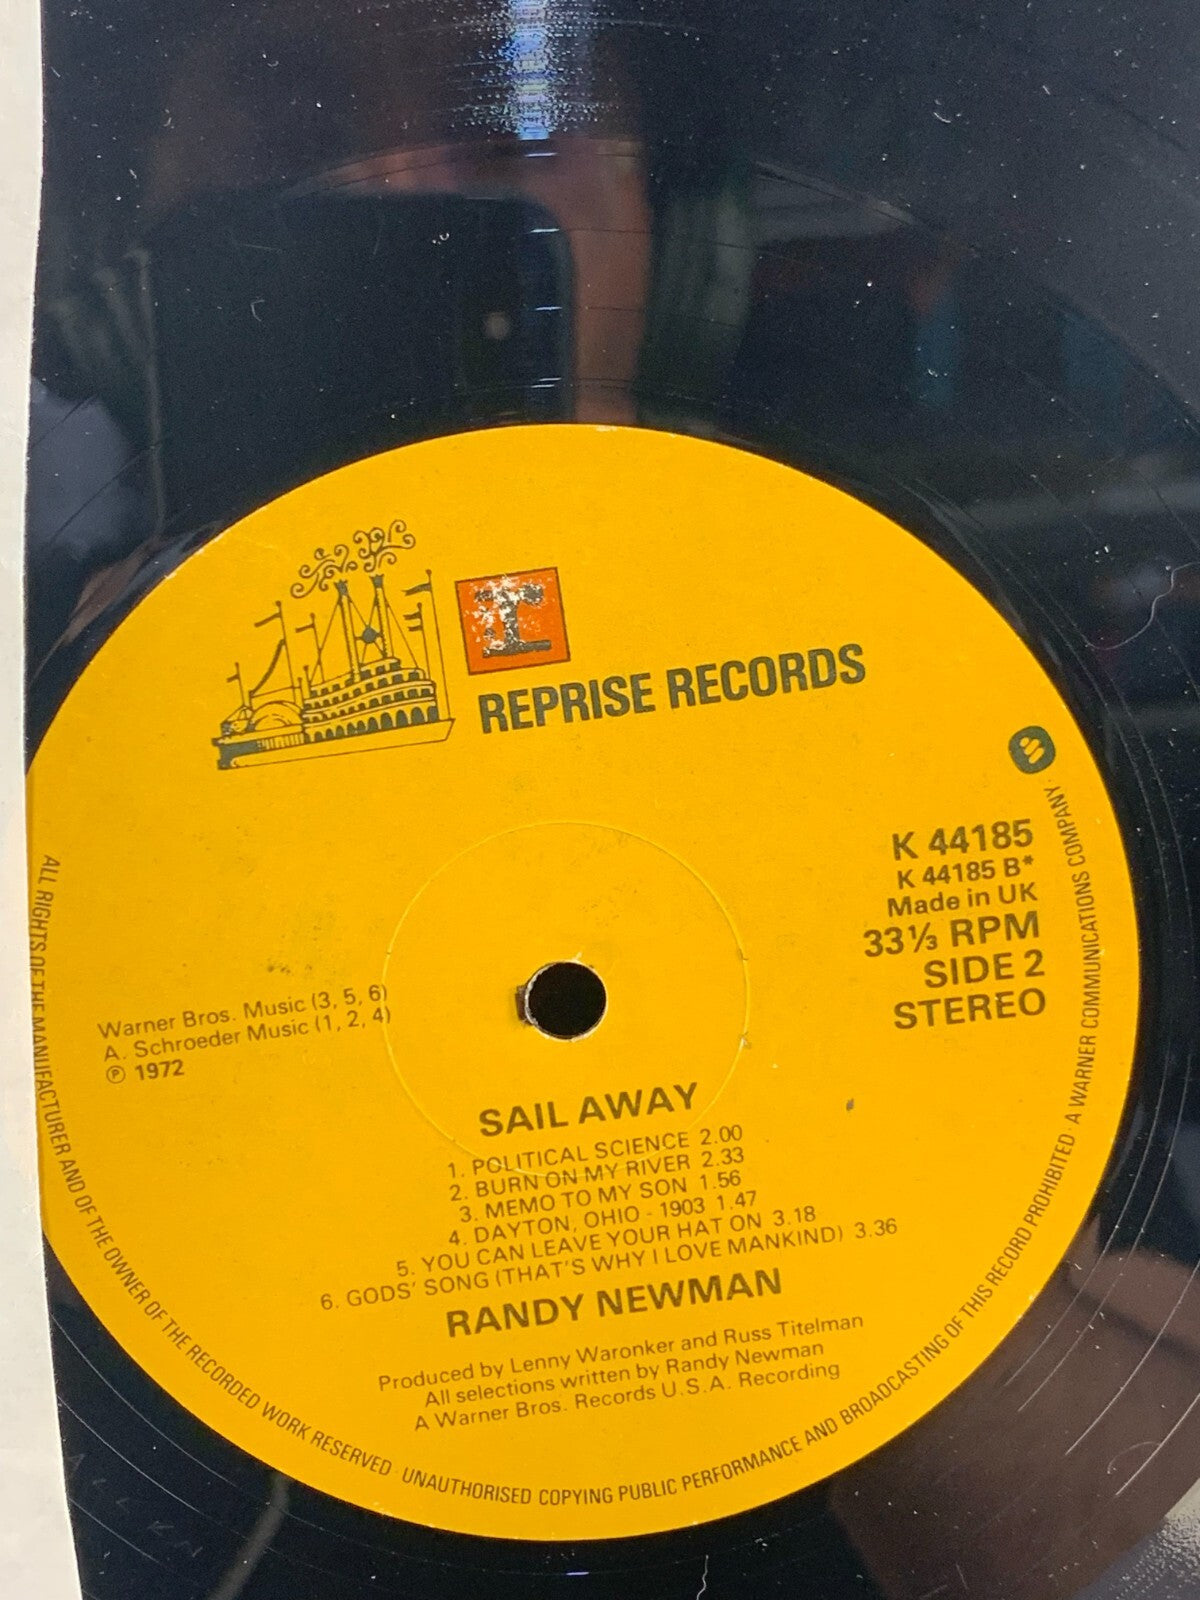 r
REPRISE RECORDS
K 44185
K 44185 B*
Made in UK
33⅓ RPM
SIDE 2
STEREO
Warner Bros. Music (3, 5, 6)
A. Schroeder Music (1, 2, 4)
Ⓟ 1972
SAIL AWAY
1. POLITICAL SCIENCE 2.00
2. BURN ON MY RIVER 2.33
3. MEMO TO MY SON 1.56
4. DAYTON, OHIO - 1903 1.47
5. YOU CAN LEAVE YOUR HAT ON 3.18
6. GODS' SONG (THAT'S WHY I LOVE MANKIND) 3.36
RANDY NEWMAN
Produced by Lenny Waronker and Russ Titelman
All selections written by Randy Newman
A Warner Bros. Records U.S.A. Recording
ALL RIGHTS OF THE MANUFACTURER AND OF THE OWNER OF THE RECORDED WORK RESERVED · UNAUTHORISED COPYING PUBLIC PERFORMANCE AND BROADCASTING OF THIS RECORD PROHIBITED · A WARNER COMMUNICATIONS COMPANY ·